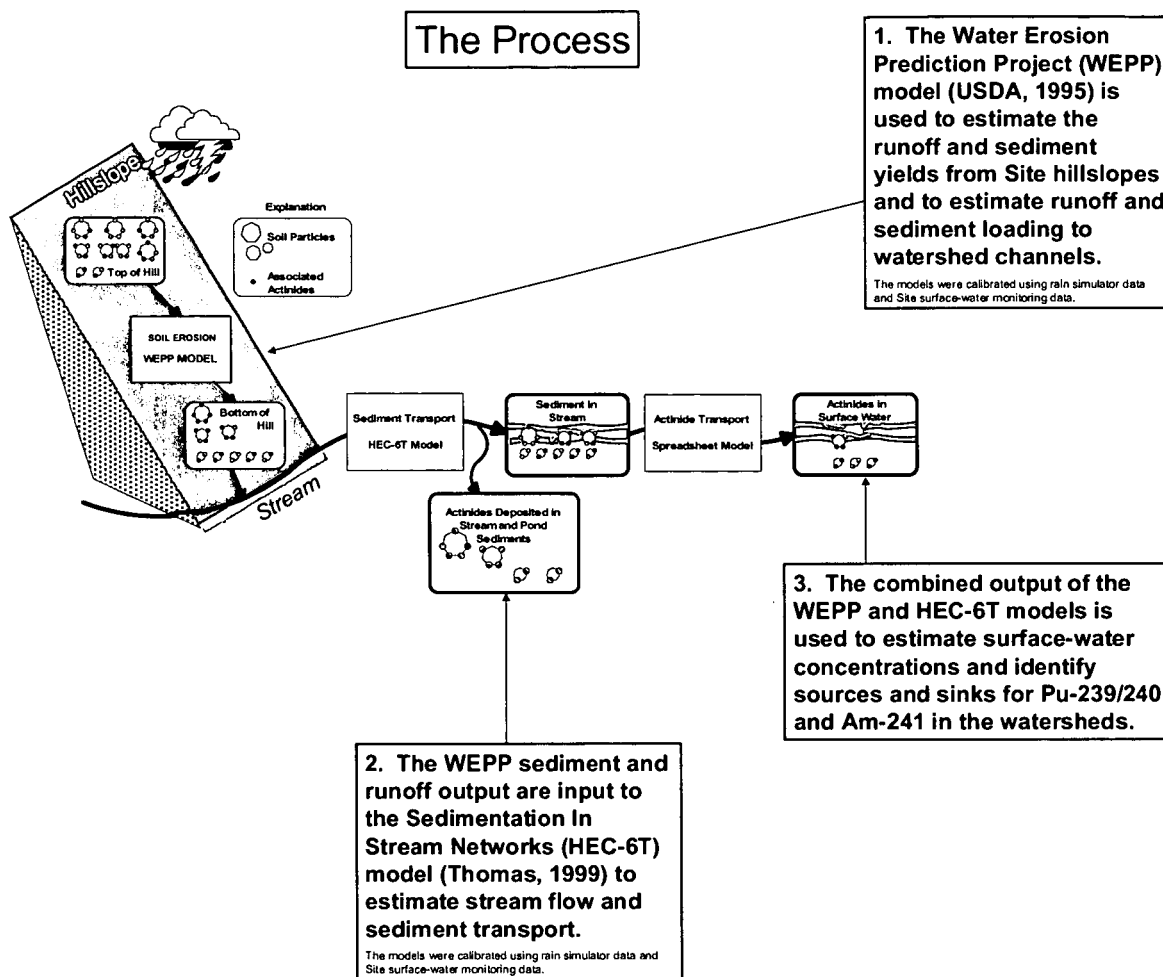 The Process
1. The Water Erosion
Prediction Project (WEPP)
model (USDA, 1995) is
used to estimate the
runoff and sediment
yields from Site hillslopes
and to estimate runoff and
sediment loading to
watershed channels.
The models were calibrated using rain simulator data
and Site surface-water monitoring data.
Hillslope
Explanation
Soil Particles
Associated
Actinides
Top of Hill
SOIL EROSION
WEPP MODEL
Bottom of
Hill
Stream
Sediment Transport
HEC-6T Model
Sediment in
Stream
Actinide Transport
Spreadsheet Model
Actinides in
Surface Water
Actinides Deposited in
Stream and Pond
Sediments
3. The combined output of the
WEPP and HEC-6T models is
used to estimate surface-water
concentrations and identify
sources and sinks for Pu-239/240
and Am-241 in the watersheds.
2. The WEPP sediment and
runoff output are input to
the Sedimentation In
Stream Networks (HEC-6T)
model (Thomas, 1999) to
estimate stream flow and
sediment transport.
The models were calibrated using rain simulator data and
Site surface-water monitoring data.